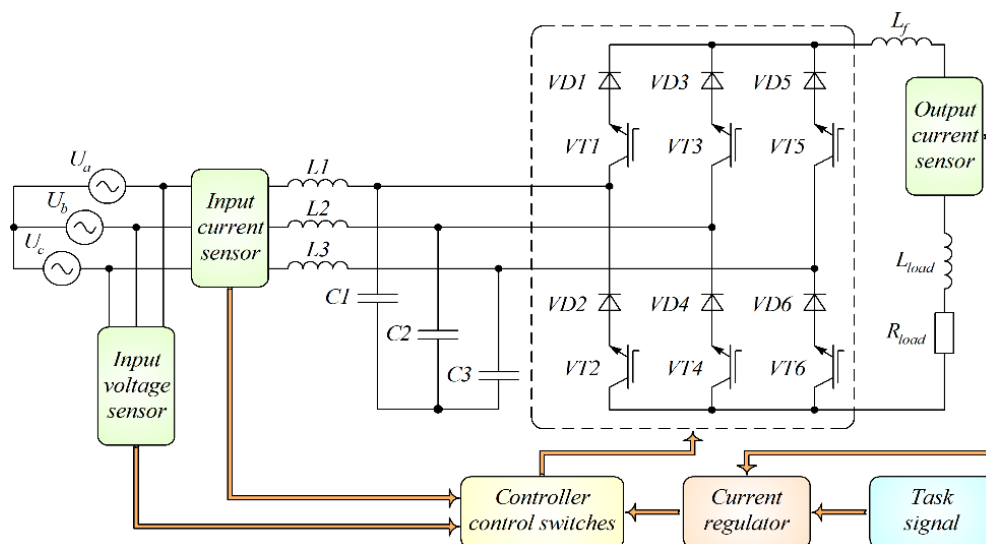 L_f
VD1
VD3
VD5
Output
current
sensor
VT1
VT3
VT5
U_a
L1
Input
current
sensor
U_b
L2
U_c
L3
L_load
VD2
VD4
VD6
C1
C2
R_load
Input
voltage
sensor
VT2
VT4
VT6
C3
Controller
control switches
Current
regulator
Task
signal